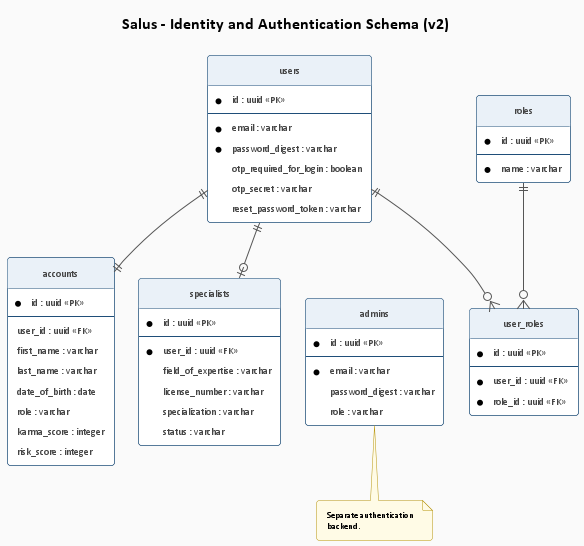 Salus - Identity and Authentication Schema (v2)
users
id : uuid «PK»
email : varchar
password_digest : varchar
otp_required_for_login : boolean
otp_secret : varchar
reset_password_token : varchar
roles
id : uuid «PK»
name : varchar
accounts
id : uuid «PK»
user_id : uuid «FK»
first_name : varchar
last_name : varchar
date_of_birth : date
role : varchar
karma_score : integer
risk_score : integer
specialists
id : uuid «PK»
user_id : uuid «FK»
field_of_expertise : varchar
license_number : varchar
specialization : varchar
status : varchar
admins
id : uuid «PK»
email : varchar
password_digest : varchar
role : varchar
user_roles
id : uuid «PK»
user_id : uuid «FK»
role_id : uuid «FK»
Separate authentication
backend.